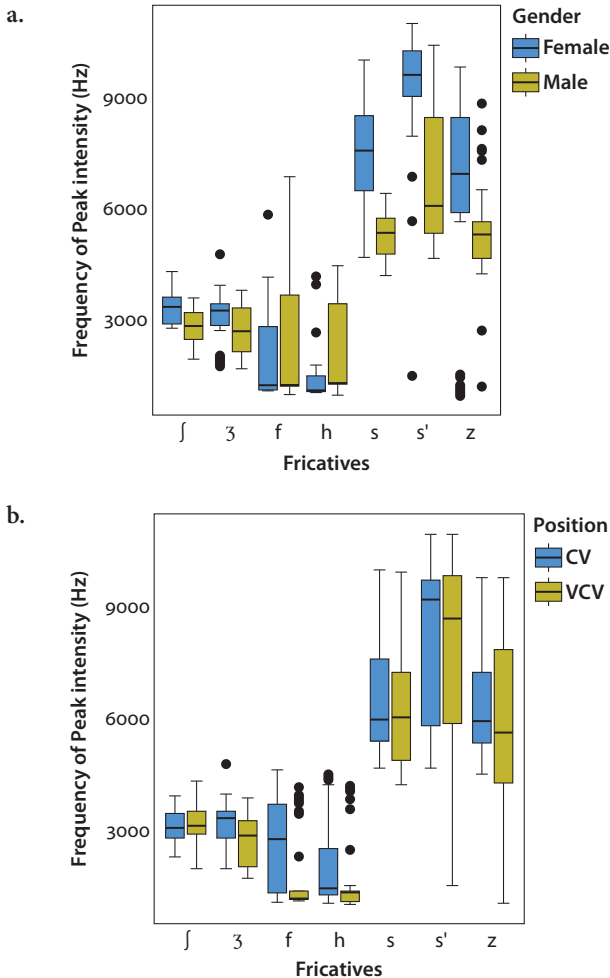 a.
Gender
Female
Male
Frequency of Peak intensity (Hz)
9000
6000
3000
ʃ ʒ f h s s' z
Fricatives
b.
Position
CV
VCV
Frequency of Peak intensity (Hz)
9000
6000
3000
ʃ ʒ f h s s' z
Fricatives